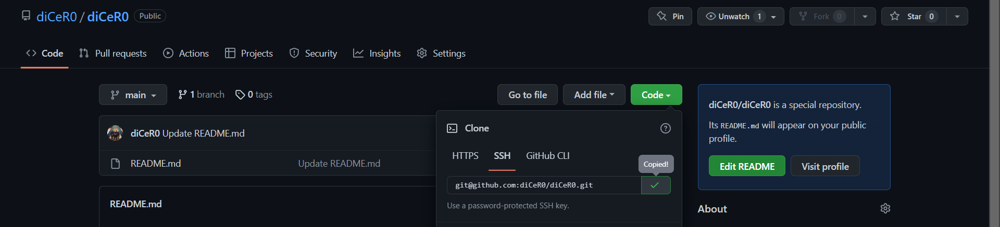 diCeR0 / diCeR0 Public
Pin
Unwatch 1
Fork 0
Star 0
Code
Pull requests
Actions
Projects
Security
Insights
Settings
main
1 branch
0 tags
Go to file
Add file
Code
diCeR0 Update README.md
README.md
Update README.md
README.md
Clone
HTTPS
SSH
GitHub CLI
Copied!
git@github.com:diCeR0/diCeR0.git
Use a password-protected SSH key.
diCeR0/diCeR0 is a special repository.
Its README.md will appear on your public
profile.
Edit README
Visit profile
About